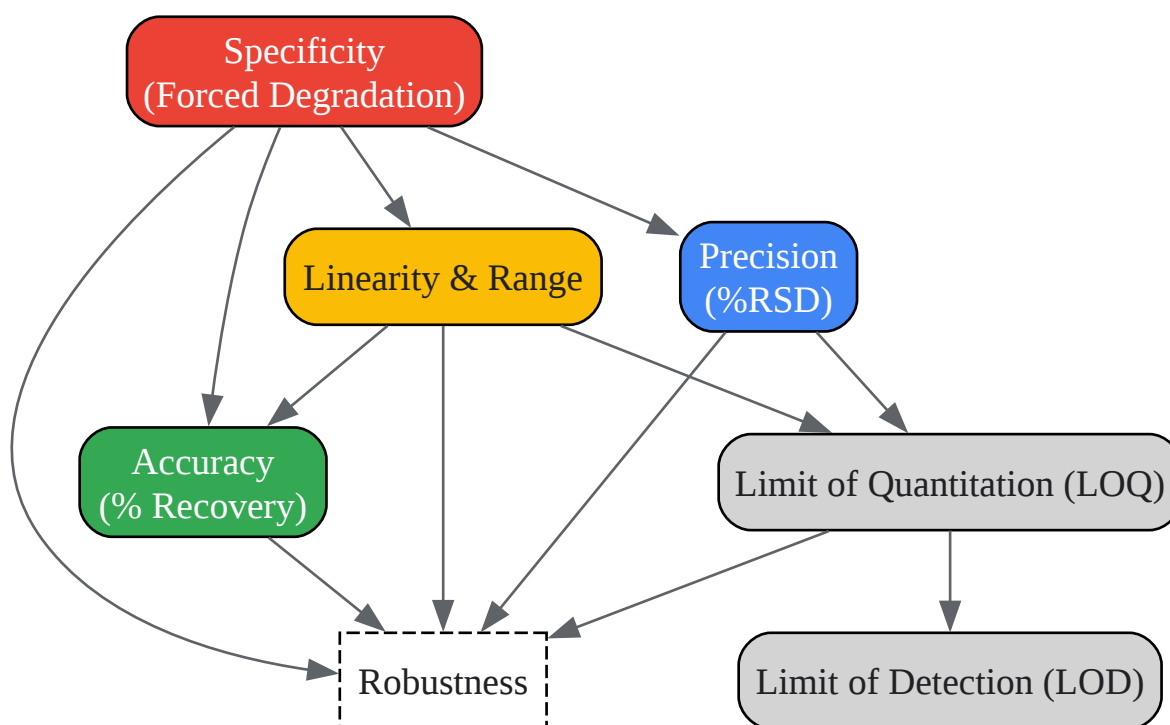 Specificity
(Forced Degradation)
Linearity & Range
Precision
(%RSD)
Accuracy
(% Recovery)
Limit of Quantitation (LOQ)
Robustness
Limit of Detection (LOD)